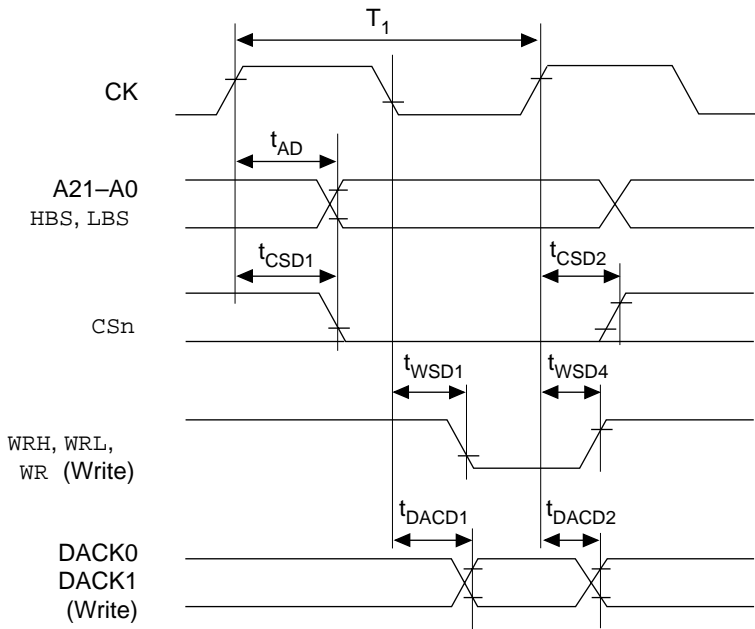 T1
CK
tAD
A21–A0
HBS, LBS
tCSD1
tCSD2
CSn
tWSD1
tWSD4
WRH, WRL,
WR (Write)
tDACD1
tDACD2
DACK0
DACK1
(Write)